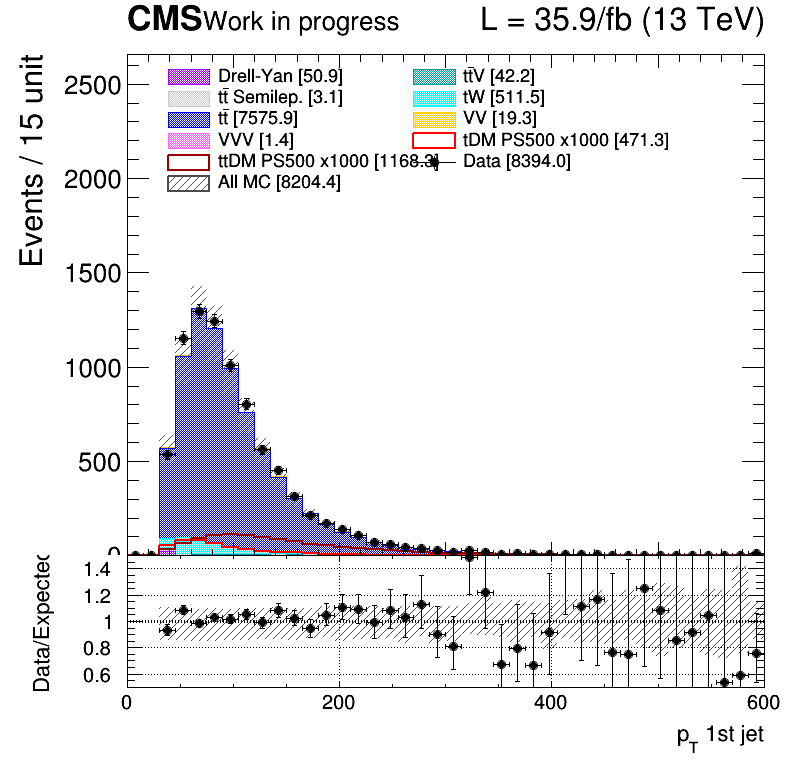 CMS Work in progress L = 35.9/fb (13 TeV)
Events / 15 unit
2500
2000
1500
1000
500
0
Drell-Yan [50.9]
tt̄ Semilep. [3.1]
tt̄ [7575.9]
VVV [1.4]
ttDM PS500 x1000 [1168.3]
All MC [8204.4]
tt̄V [42.2]
tW [511.5]
VV [19.3]
tDM PS500 x1000 [471.3]
Data [8394.0]
Data/Expected
1.4
1.2
1
0.8
0.6
0 200 400 600
p_T 1st jet